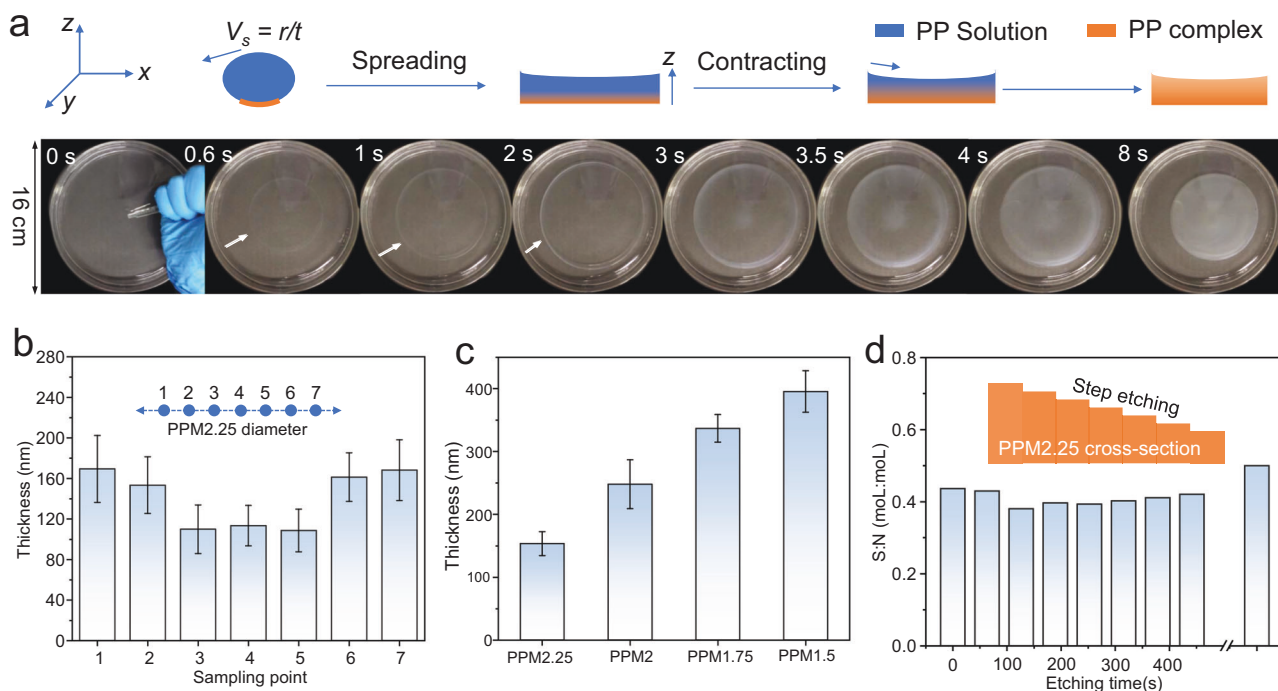 a
z
x
y
Vs = r/t
Spreading
z
Contracting
PP Solution
PP complex
16 cm
0 s
0.6 s
1 s
2 s
3 s
3.5 s
4 s
8 s
b
Thickness (nm)
280
240
200
160
120
80
40
0
1 2 3 4 5 6 7
PPM2.25 diameter
1 2 3 4 5 6 7
Sampling point
c
Thickness (nm)
400
300
250
200
150
100
50
0
PPM2.25 PPM2 PPM1.75 PPM1.5
d
S:N (moL:moL)
0.8
0.6
0.4
0.2
0.0
Step etching
PPM2.25 cross-section
0 100 200 300 400
Etching time(s)